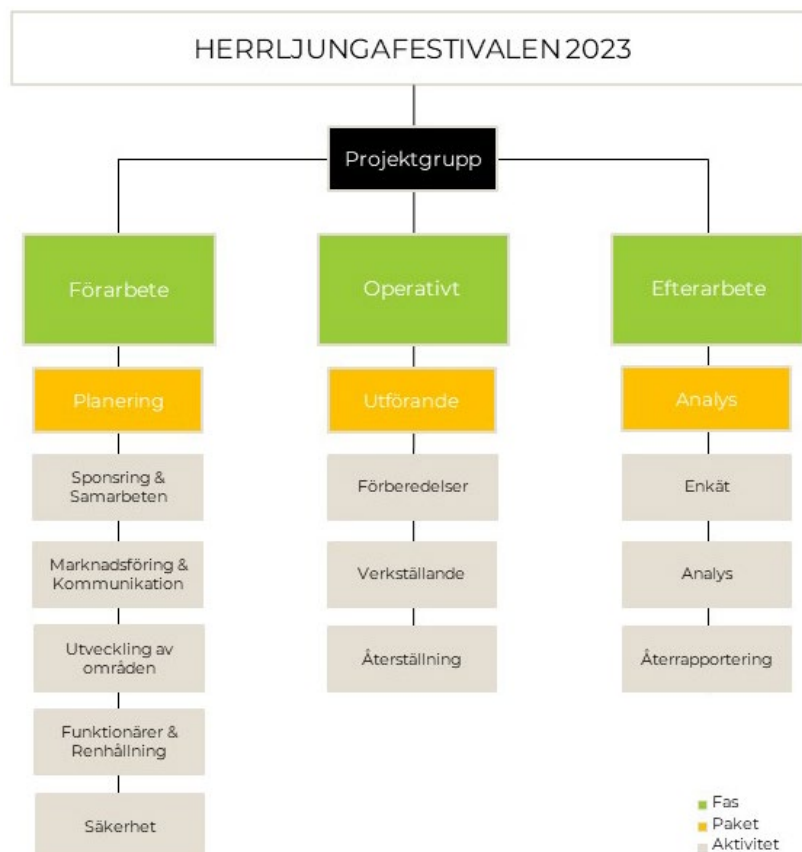 HERRLJUNGAFESTIVALEN 2023
Projektgrupp
Förarbete
Operativt
Efterarbete
Planering
Utförande
Analys
Sponsring &
Samarbeten
Förberedelser
Enkät
Marknadsföring &
Kommunikation
Verkställande
Analys
Utveckling av
områden
Återställning
Återrapportering
Funktionärer &
Renhållning
Säkerhet
Fas
Paket
Aktivitet